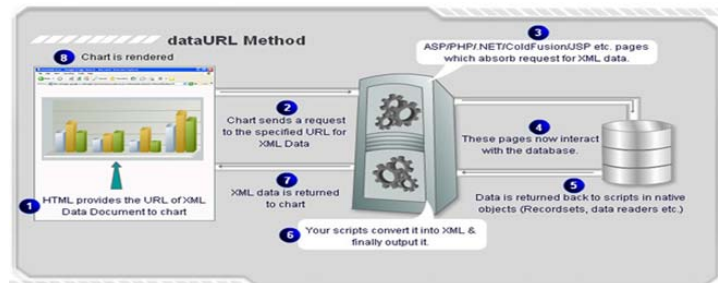 dataURL Method
8 Chart is rendered
3
ASP/PHP/.NET/ColdFusion/JSP etc. pages
which absorb request for XML data.
2
Chart sends a request
to the specified URL for
XML Data
4
These pages now interact
with the database.
1 HTML provides the URL of XML
Data Document to chart
7
XML data is returned
to chart
5
Data is returned back to scripts in native
objects (Recordsets, data readers etc.)
6 Your scripts convert it into XML &
finally output it.